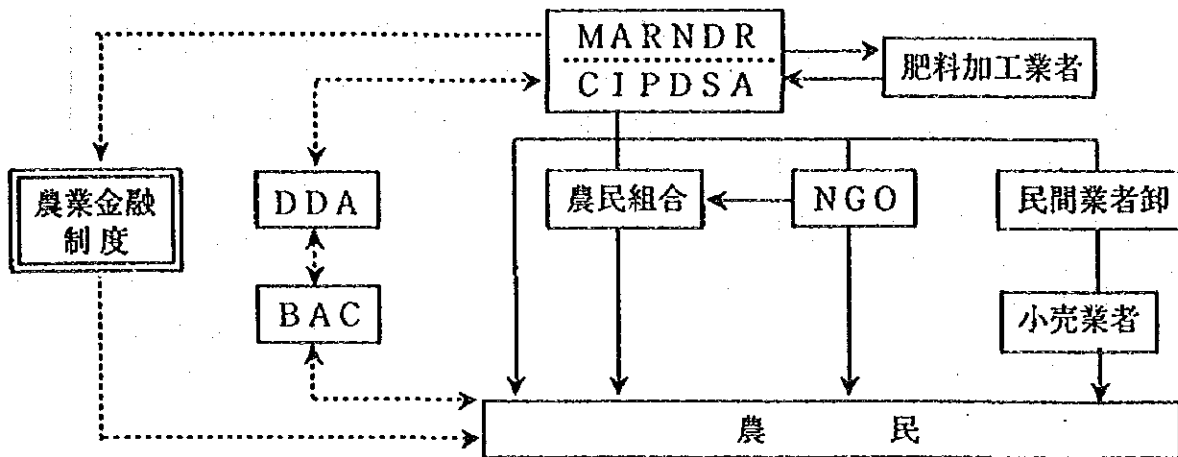 MARNDR
CIPDSA
肥料加工業者
農業金融
制度
DDA
農民組合
NGO
民間業者卸
BAC
小売業者
農民